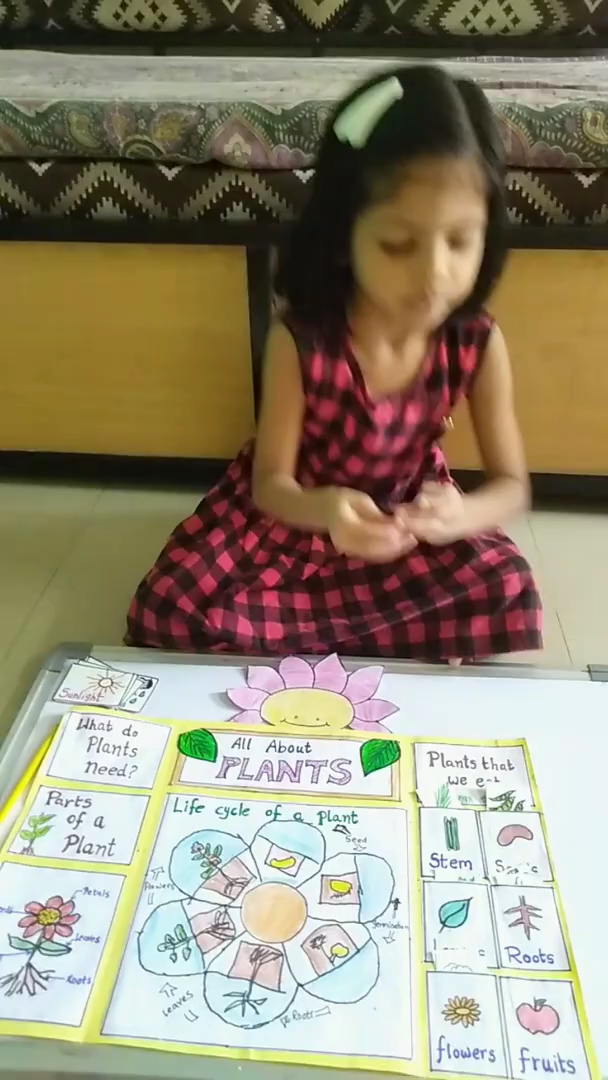 Sunlight
What do
Plants
need?
Parts
of a
Plant
Petals
Leaves
Roots
All About
PLANTS
Life cycle of a plant
Seed
Flowers
Leaves
Plants that
we
Stem
Roots
flowers
fruits